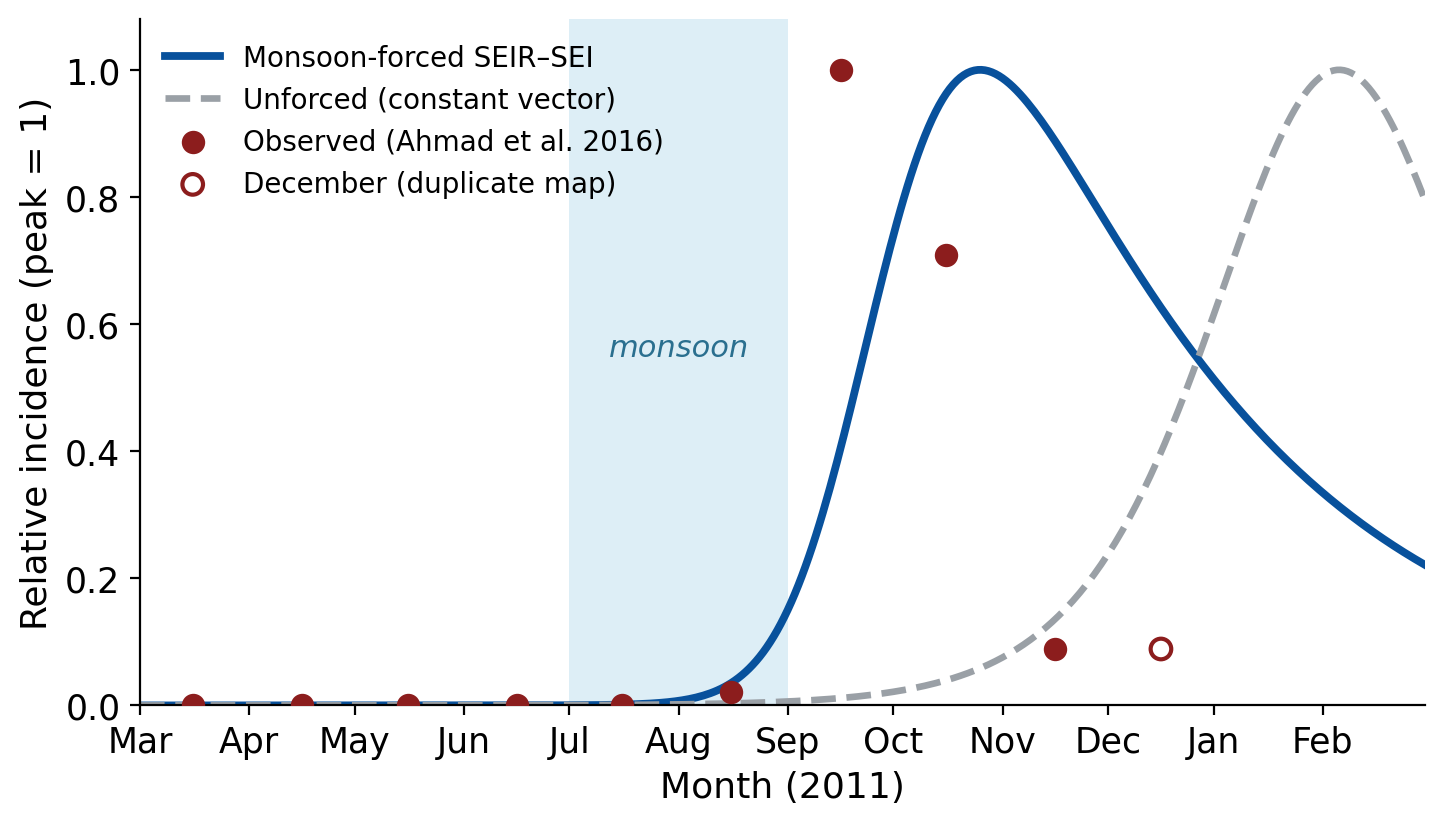 Monsoon-forced SEIR–SEI
Unforced (constant vector)
Observed (Ahmad et al. 2016)
December (duplicate map)
monsoon
Relative incidence (peak = 1)
1.0
0.8
0.6
0.4
0.2
0.0
Mar Apr May Jun Jul Aug Sep Oct Nov Dec Jan Feb
Month (2011)